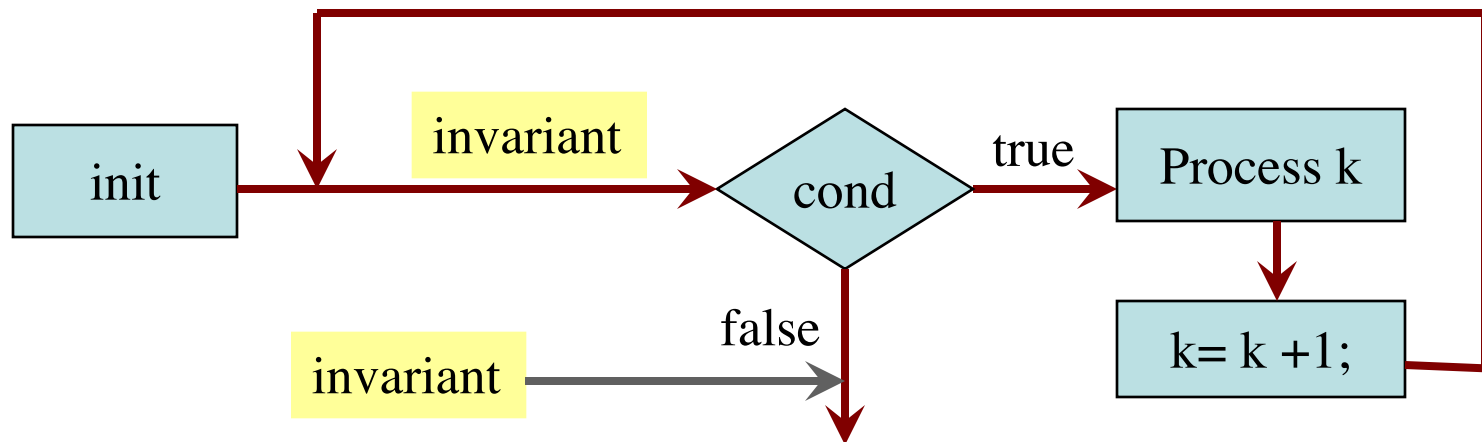 invariant
init
cond
true
Process k
false
invariant
k= k +1;